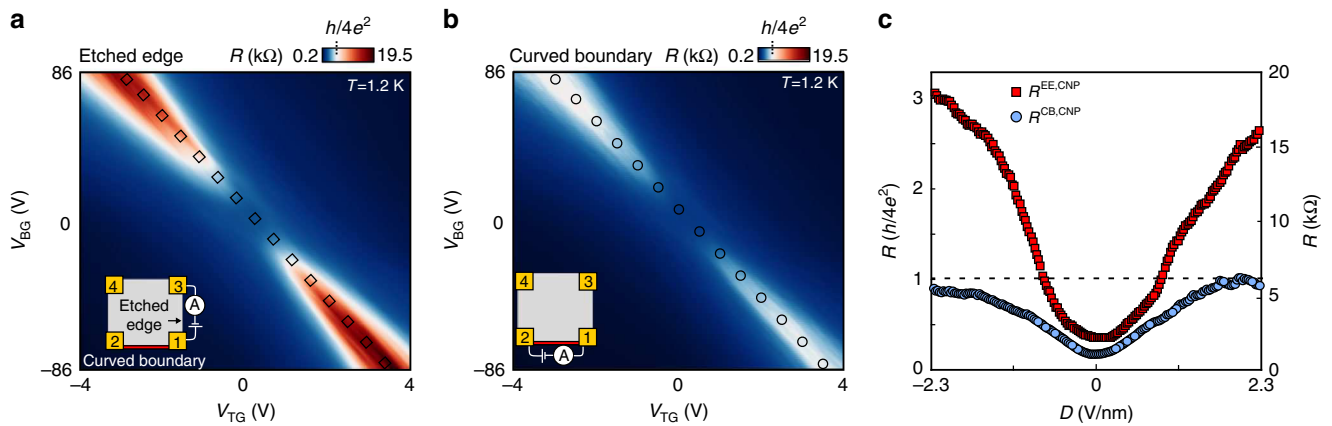 a
h/4e²
Etched edge R (kΩ) 0.2 19.5
T=1.2 K
86
0
−86
V_BG (V)
4 3
Etched
edge
A
2 1
Curved boundary
−4 0 4
V_TG (V)
b
h/4e²
Curved boundary R (kΩ) 0.2 19.5
T=1.2 K
86
0
−86
V_BG (V)
4 3
2 1
A
−4 0 4
V_TG (V)
c
R^EE,CNP
R^CB,CNP
3
2
1
0
R (h/4e²)
20
15
10
5
0
R (kΩ)
−2.3 0 2.3
D (V/nm)